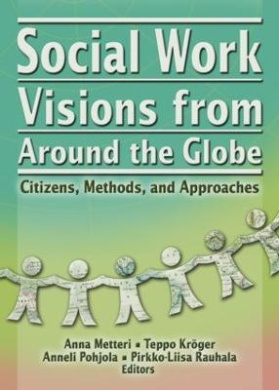 Social Work
Visions from
Around the Globe
Citizens, Methods, and Approaches
Anna Metteri ▪ Teppo Kröger
Anneli Pohjola ▪ Pirkko-Liisa Rauhala
Editors